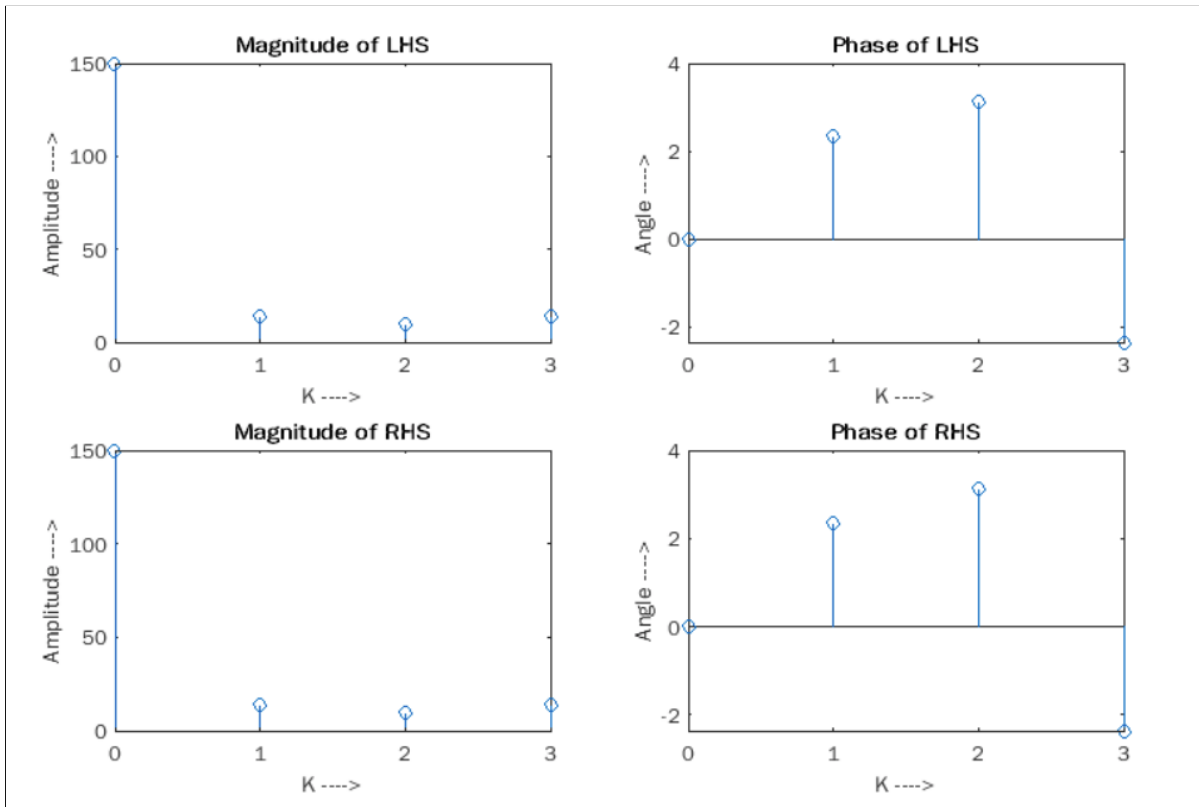 Magnitude of LHS
150
100
50
0
Amplitude ---->
0 1 2 3
K ---->
Phase of LHS
4
2
0
-2
Angle ---->
0 1 2 3
K ---->
Magnitude of RHS
150
100
50
0
Amplitude ---->
0 1 2 3
K ---->
Phase of RHS
4
2
0
-2
Angle ---->
0 1 2 3
K ---->